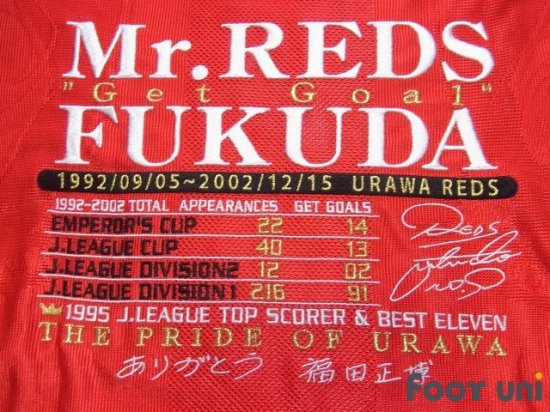 Mr.REDS
"Get Goal"
FUKUDA
1992/09/05~2002/12/15 URAWA REDS
1992-2002 TOTAL APPEARANCES GET GOALS
EMPEROR'S CUP 22 14
J.LEAGUE CUP 40 13
J.LEAGUE DIVISION2 12 02
J.LEAGUE DIVISION1 216 91
REDS
1995 J.LEAGUE TOP SCORER & BEST ELEVEN
THE PRIDE OF URAWA
ありがとう 福田正博
FOOT uni